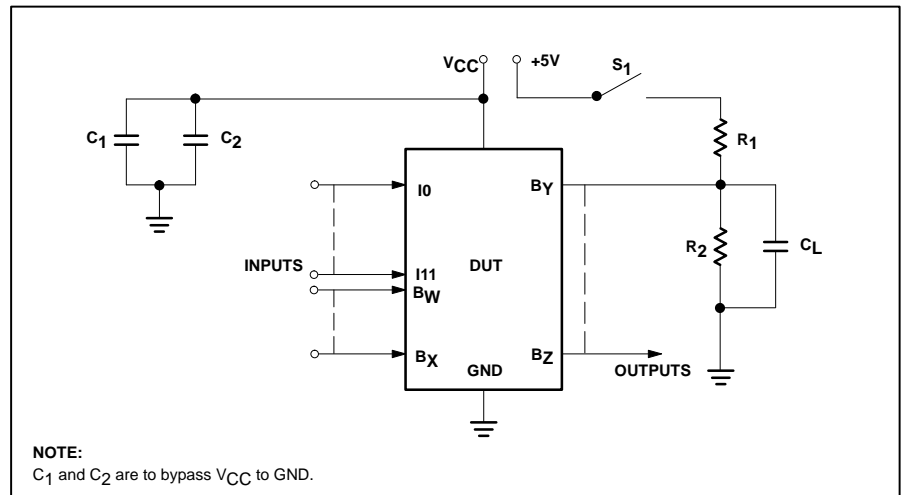 VCC
+5V
S1
C1
C2
R1
I0
BY
R2
CL
INPUTS
I11
DUT
BW
BX
BZ
GND
OUTPUTS
NOTE:
C1 and C2 are to bypass VCC to GND.